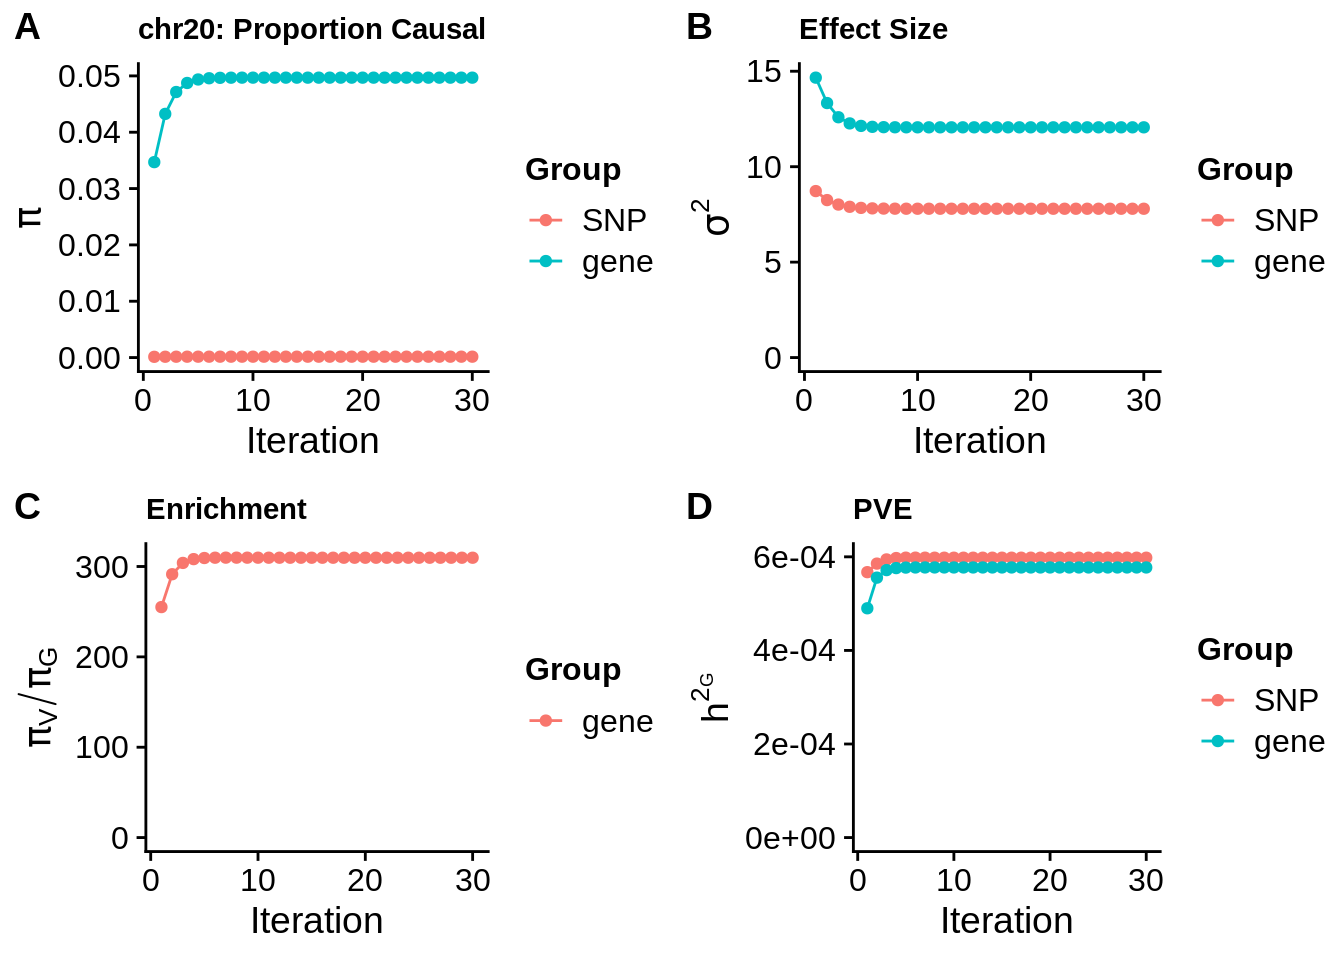 A
chr20: Proportion Causal
π
0.05
0.04
0.03
0.02
0.01
0.00
0 10 20 30
Iteration
Group
SNP
gene
B
Effect Size
σ²
15
10
5
0
0 10 20 30
Iteration
Group
SNP
gene
C
Enrichment
πV/πG
300
200
100
0
0 10 20 30
Iteration
Group
gene
D
PVE
h2G
6e-04
4e-04
2e-04
0e+00
0 10 20 30
Iteration
Group
SNP
gene